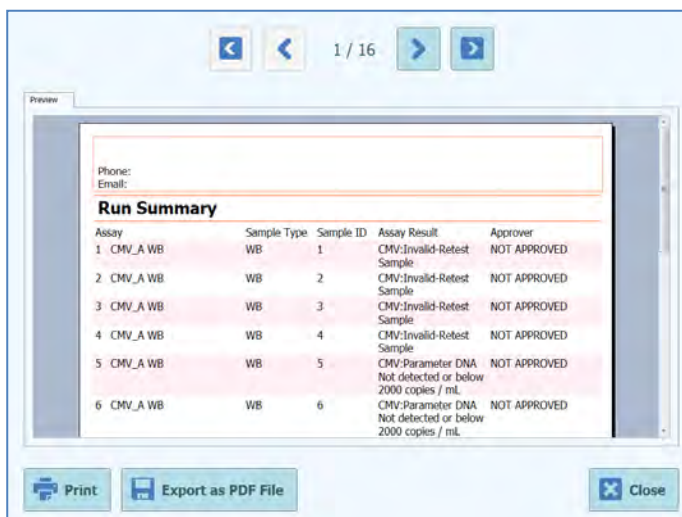 1 / 16
Preview
Phone:
Email:
Run Summary
Assay Sample Type Sample ID Assay Result Approver
1 CMV_A WB WB 1 CMV:Invalid-Retest NOT APPROVED
Sample
2 CMV_A WB WB 2 CMV:Invalid-Retest NOT APPROVED
Sample
3 CMV_A WB WB 3 CMV:Invalid-Retest NOT APPROVED
Sample
4 CMV_A WB WB 4 CMV:Invalid-Retest NOT APPROVED
Sample
5 CMV_A WB WB 5 CMV:Parameter DNA NOT APPROVED
Not detected or below
2000 copies / mL
6 CMV_A WB WB 6 CMV:Parameter DNA NOT APPROVED
Not detected or below
2000 copies / mL
Print Export as PDF File Close